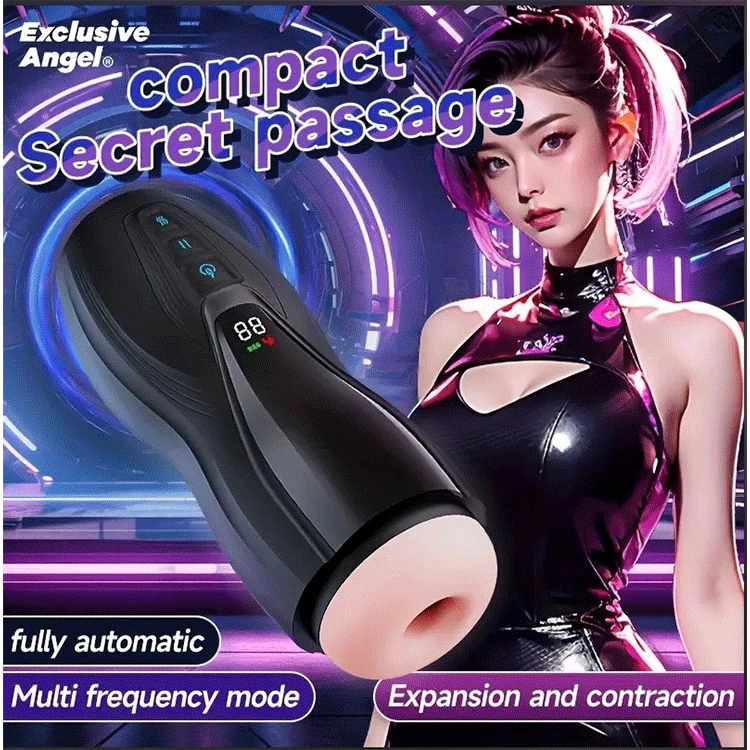 Exclusive
Angel®
compact
Secret passage
88
fully automatic
Multi frequency mode
Expansion and contraction